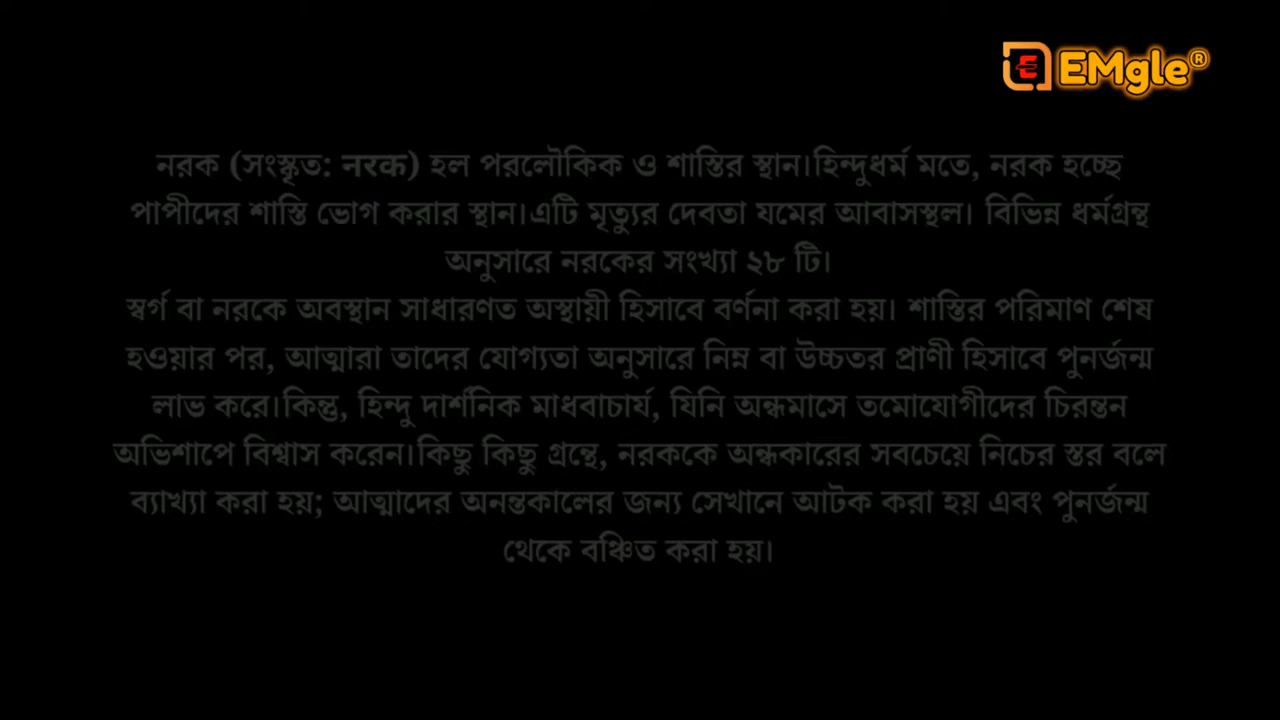 EMgle®
নরক (সংস্কৃত: नरक) হল পরলৌকিক ও শাস্তির স্থান।হিন্দুধর্ম মতে, নরক হচ্ছে
পাপীদের শাস্তি ভোগ করার স্থান।এটি মৃত্যুর দেবতা যমের আবাসস্থল। বিভিন্ন ধর্মগ্রন্থ
অনুসারে নরকের সংখ্যা ২৮ টি।
স্বর্গ বা নরকে অবস্থান সাধারণত অস্থায়ী হিসাবে বর্ণনা করা হয়। শাস্তির পরিমাণ শেষ
হওয়ার পর, আত্মারা তাদের যোগ্যতা অনুসারে নিম্ন বা উচ্চতর প্রাণী হিসাবে পুনর্জন্ম
লাভ করে।কিন্তু, হিন্দু দার্শনিক মাধবাচার্য, যিনি অন্ধমাসে তমোযোগীদের চিরন্তন
অভিশাপে বিশ্বাস করেন।কিছু কিছু গ্রন্থে, নরককে অন্ধকারের সবচেয়ে নিচের স্তর বলে
ব্যাখ্যা করা হয়; আত্মাদের অনন্তকালের জন্য সেখানে আটক করা হয় এবং পুনর্জন্ম
থেকে বঞ্চিত করা হয়।